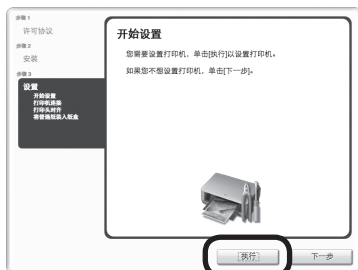 步骤 1
许可协议
步骤 2
安装
步骤 3
设置
开始设置
打印机连接
打印头对齐
将普通纸装入纸盒
开始设置
您需要设置打印机，单击[执行]以设置打印机。
如果您不想设置打印机，单击[下一步]。
[执行]
下一步